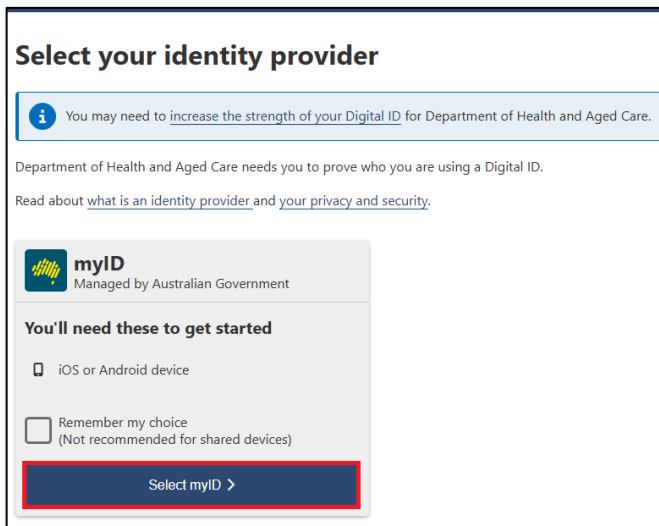 Select your identity provider
You may need to increase the strength of your Digital ID for Department of Health and Aged Care.
Department of Health and Aged Care needs you to prove who you are using a Digital ID.
Read about what is an identity provider and your privacy and security.
myID
Managed by Australian Government
You'll need these to get started
iOS or Android device
Remember my choice
(Not recommended for shared devices)
Select myID